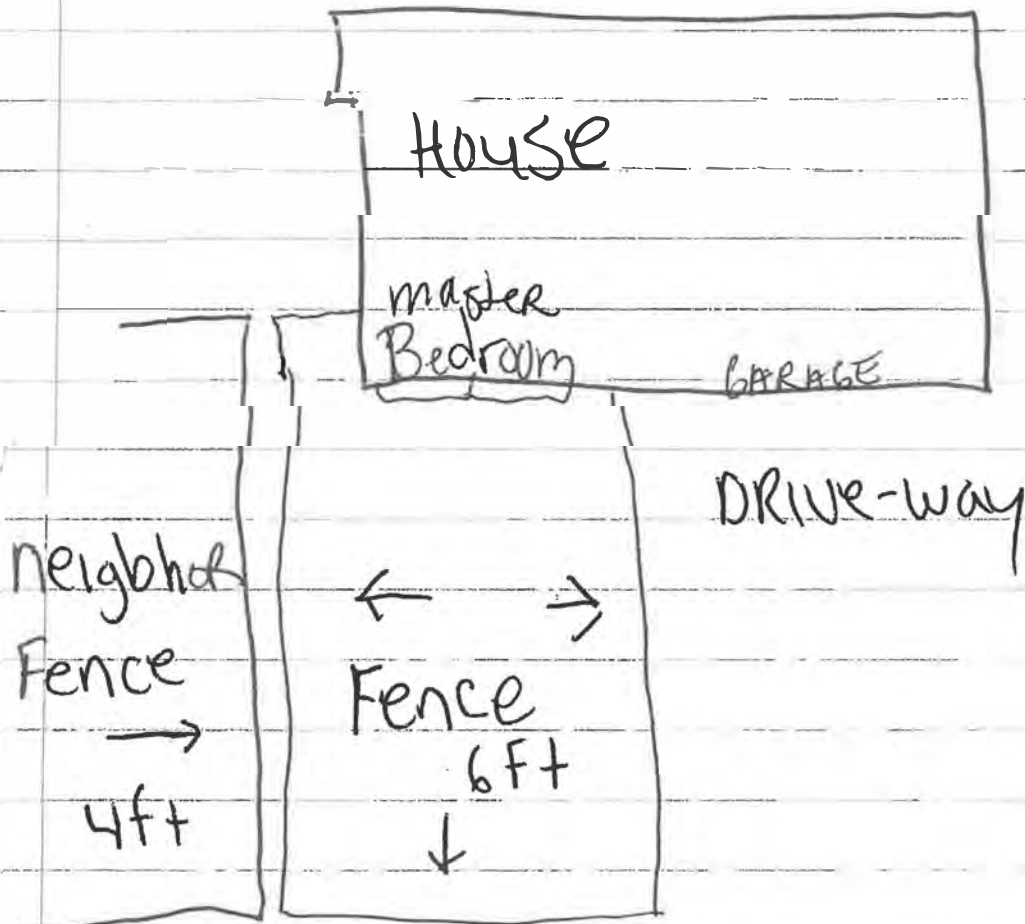 House
master
Bedroom
GARAGE
DRIVE-way
neigbhor
Fence
4ft
Fence
6ft